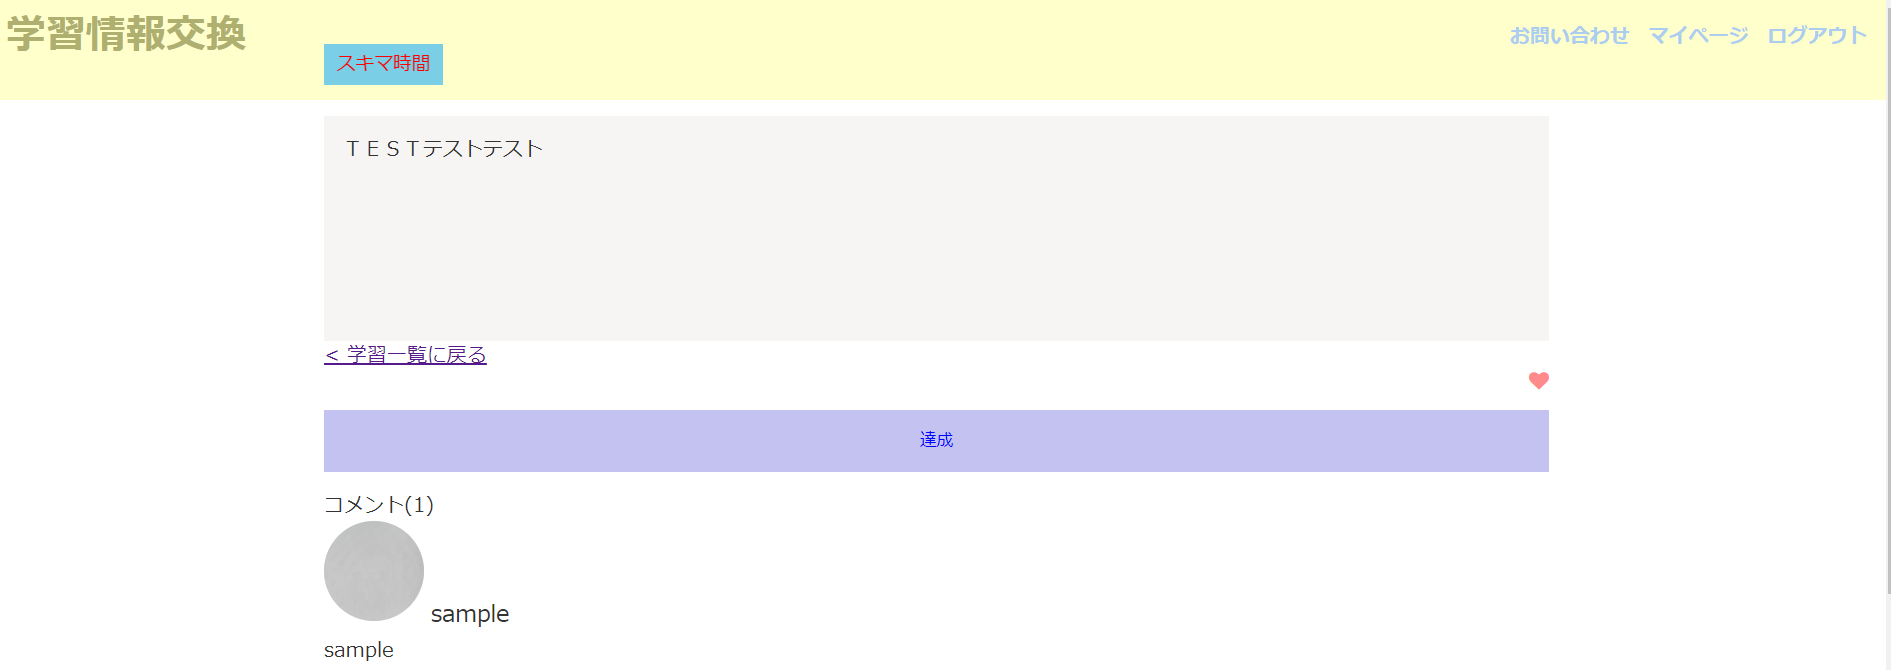 学習情報交換
お問い合わせ マイページ ログアウト
スキマ時間
ＴＥＳＴテストテスト
< 学習一覧に戻る
達成
コメント(1)
sample
sample